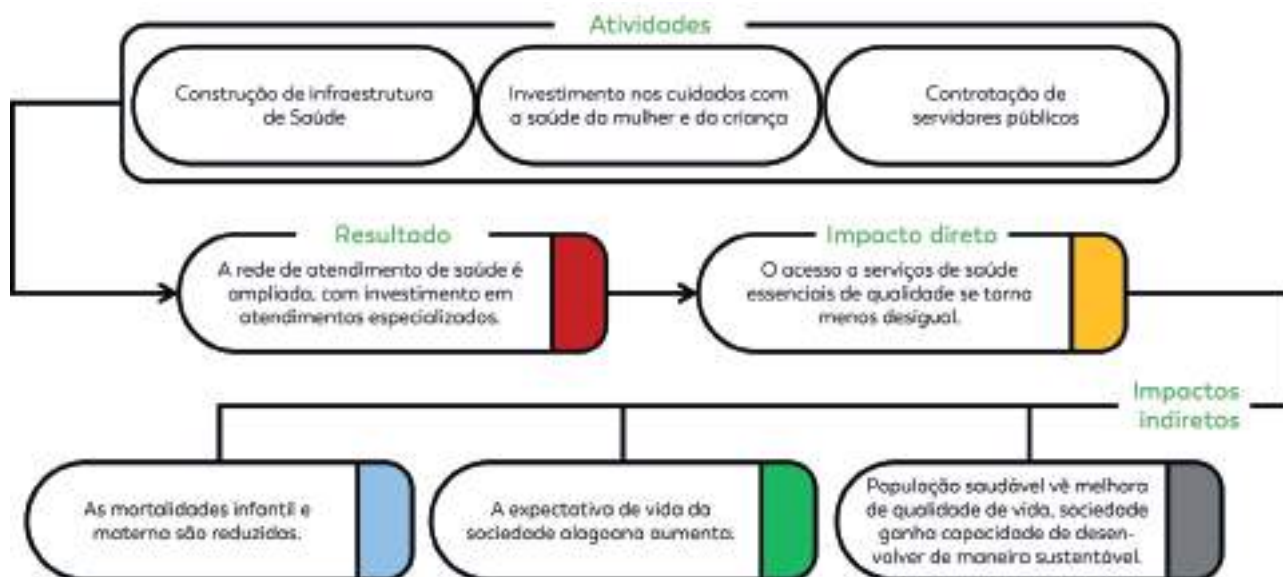 Atividades
Construção de infraestrutura
de Saúde
Investimento nos cuidados com
a saúde da mulher e da criança
Contratação de
servidores públicos
Resultado
A rede de atendimento de saúde é
ampliada, com investimento em
atendimentos especializados.
Impacto direto
O acesso a serviços de saúde
essenciais de qualidade se torna
menos desigual.
Impactos
indiretos
As mortalidades infantil e
materna são reduzidas.
A expectativa de vida da
sociedade alagoana aumenta.
População saudável vê melhora
de qualidade de vida, sociedade
ganha capacidade de desen-
volver de maneira sustentável.